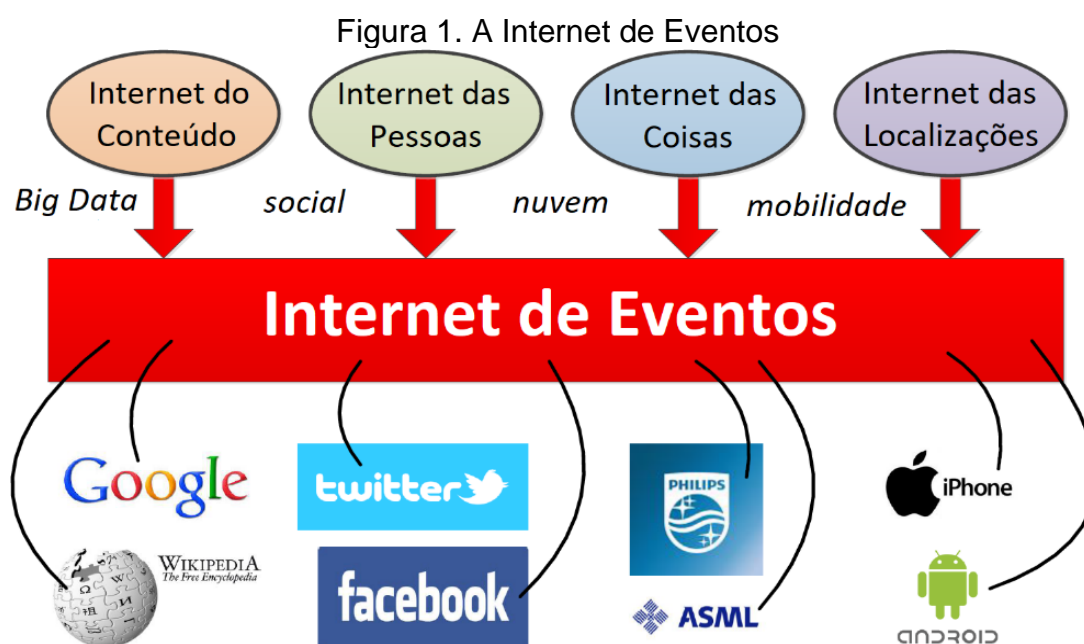 Figura 1. A Internet de Eventos
Internet do
Conteúdo
Internet das
Pessoas
Internet das
Coisas
Internet das
Localizações
Big Data
social
nuvem
mobilidade
Internet de Eventos
Google
twitter
PHILIPS
iPhone
WIKIPEDIA
The Free Encyclopedia
facebook
ASML
ANDROID